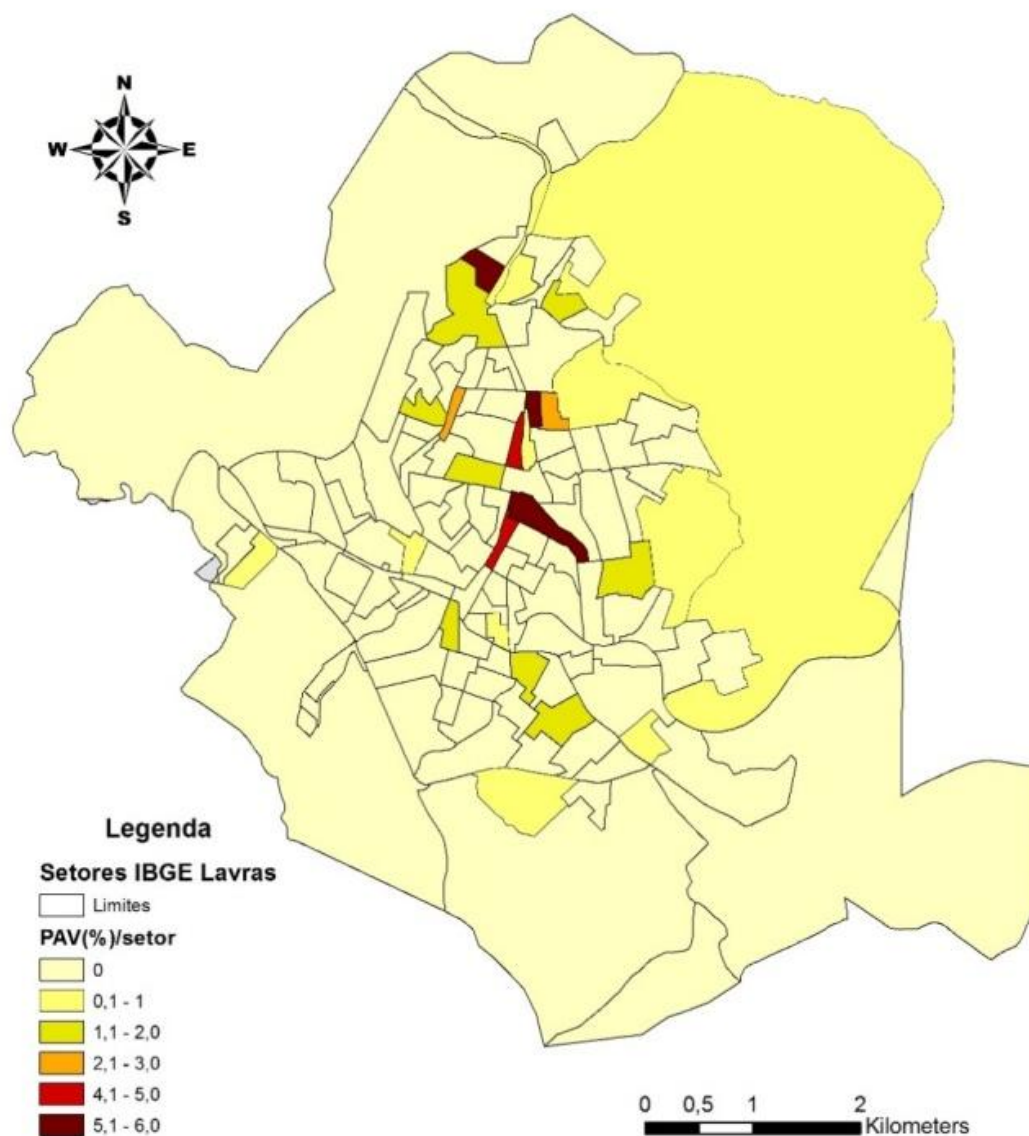 N
W E
S
Legenda
Setores IBGE Lavras
Limites
PAV(%)/setor
0
0,1 - 1
1,1 - 2,0
2,1 - 3,0
4,1 - 5,0
5,1 - 6,0
0 0,5 1 2
Kilometers